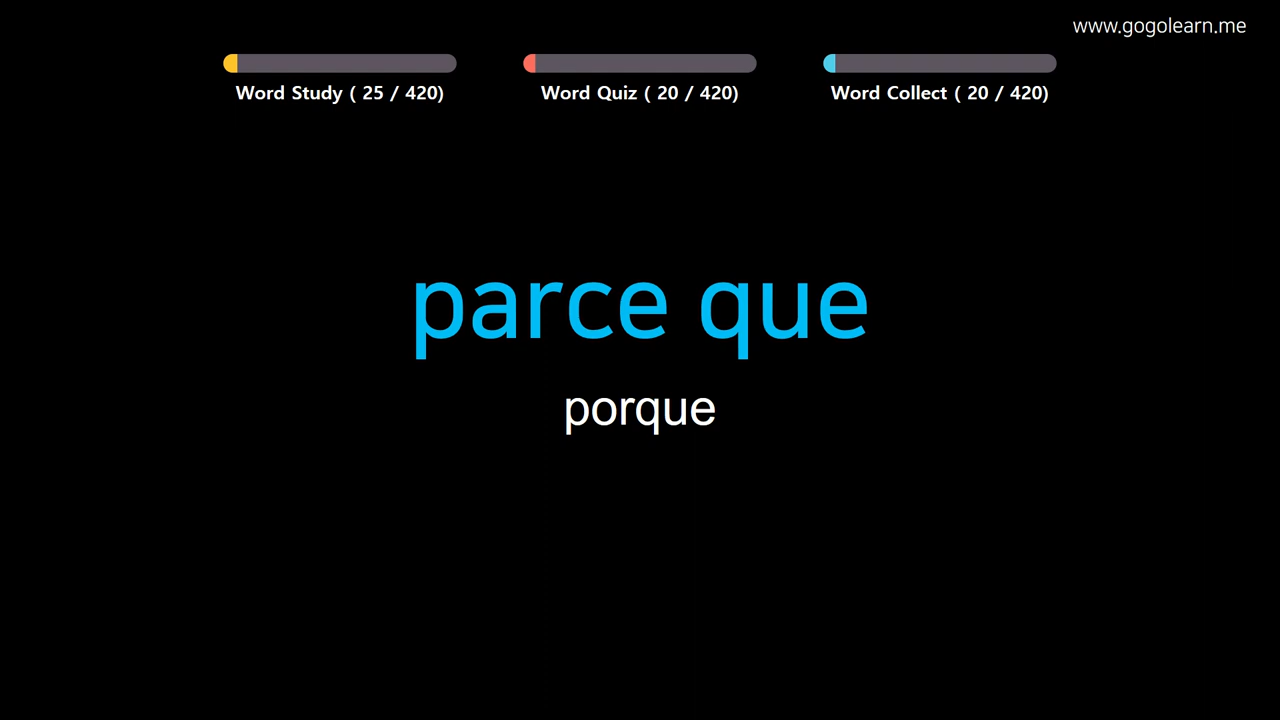 www.gogolearn.me
Word Study ( 25 / 420)
Word Quiz ( 20 / 420)
Word Collect ( 20 / 420)
parce que
porque